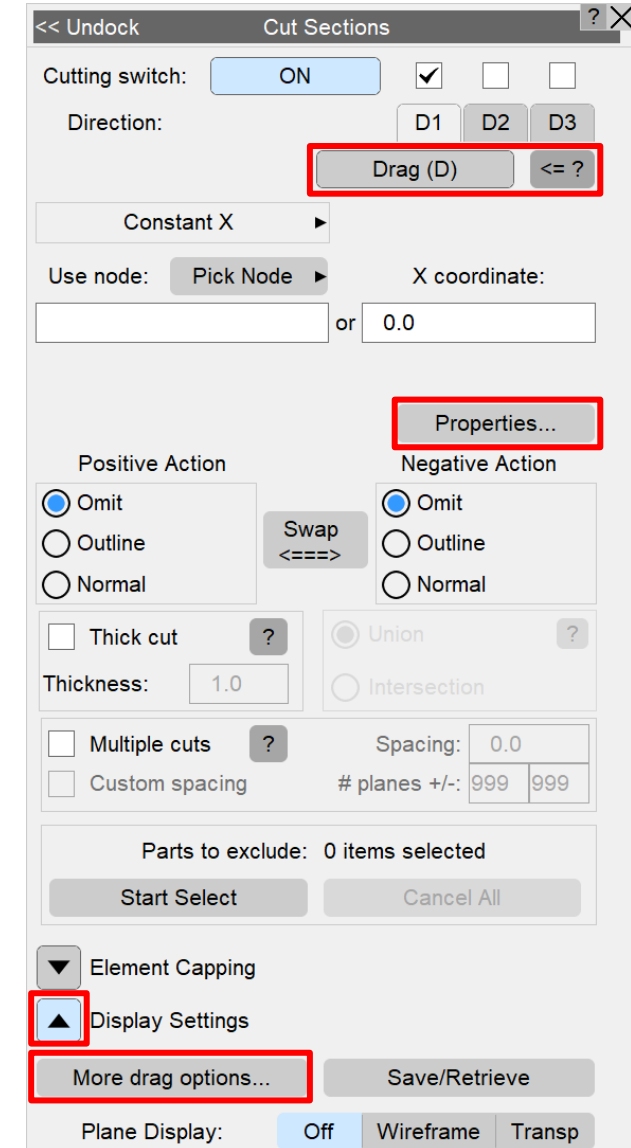 << Undock Cut Sections ? X
Cutting switch: ON
Direction: D1 D2 D3
Drag (D) <= ?
Constant X
Use node: Pick Node X coordinate:
or 0.0
Properties...
Positive Action Negative Action
Omit Omit
Swap
Outline <===> Outline
Normal Normal
Thick cut ? Union ?
Thickness: 1.0 Intersection
Multiple cuts ? Spacing: 0.0
Custom spacing # planes +/-: 999 999
Parts to exclude: 0 items selected
Start Select Cancel All
Element Capping
Display Settings
More drag options... Save/Retrieve
Plane Display: Off Wireframe Transp